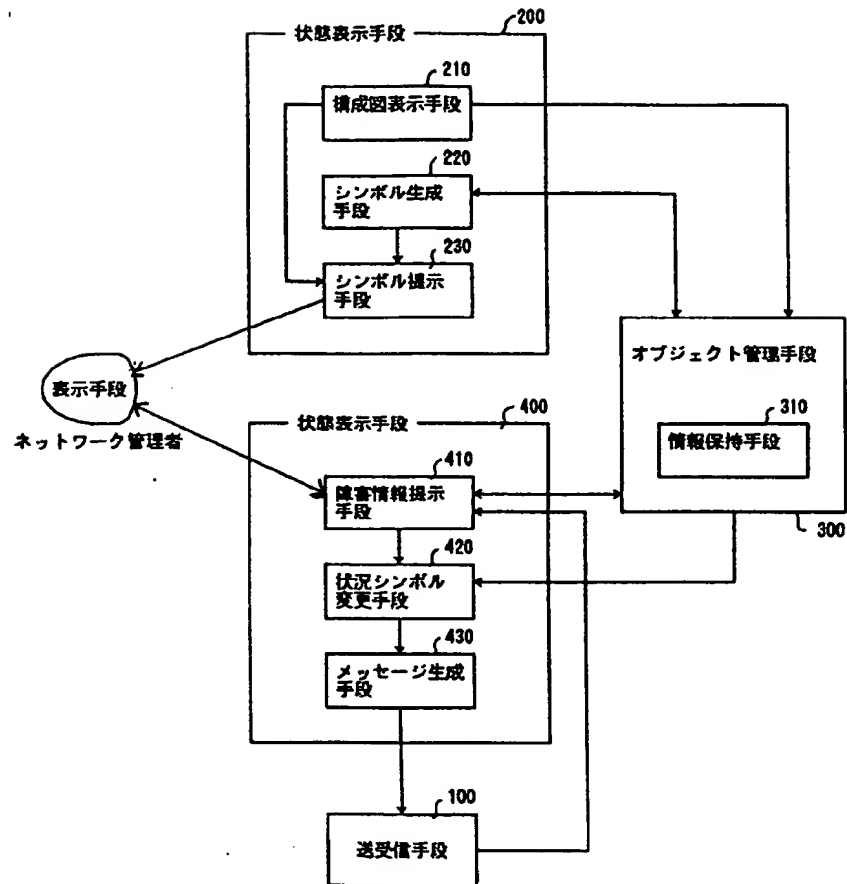 200
状態表示手段
210
構成図表示手段
220
シンボル生成
手段
230
シンボル提示
手段
オブジェクト管理手段
310
情報保持手段
300
表示手段
ネットワーク管理者
400
状態表示手段
410
障害情報提示
手段
420
状況シンボル
変更手段
430
メッセージ生成
手段
100
送受信手段